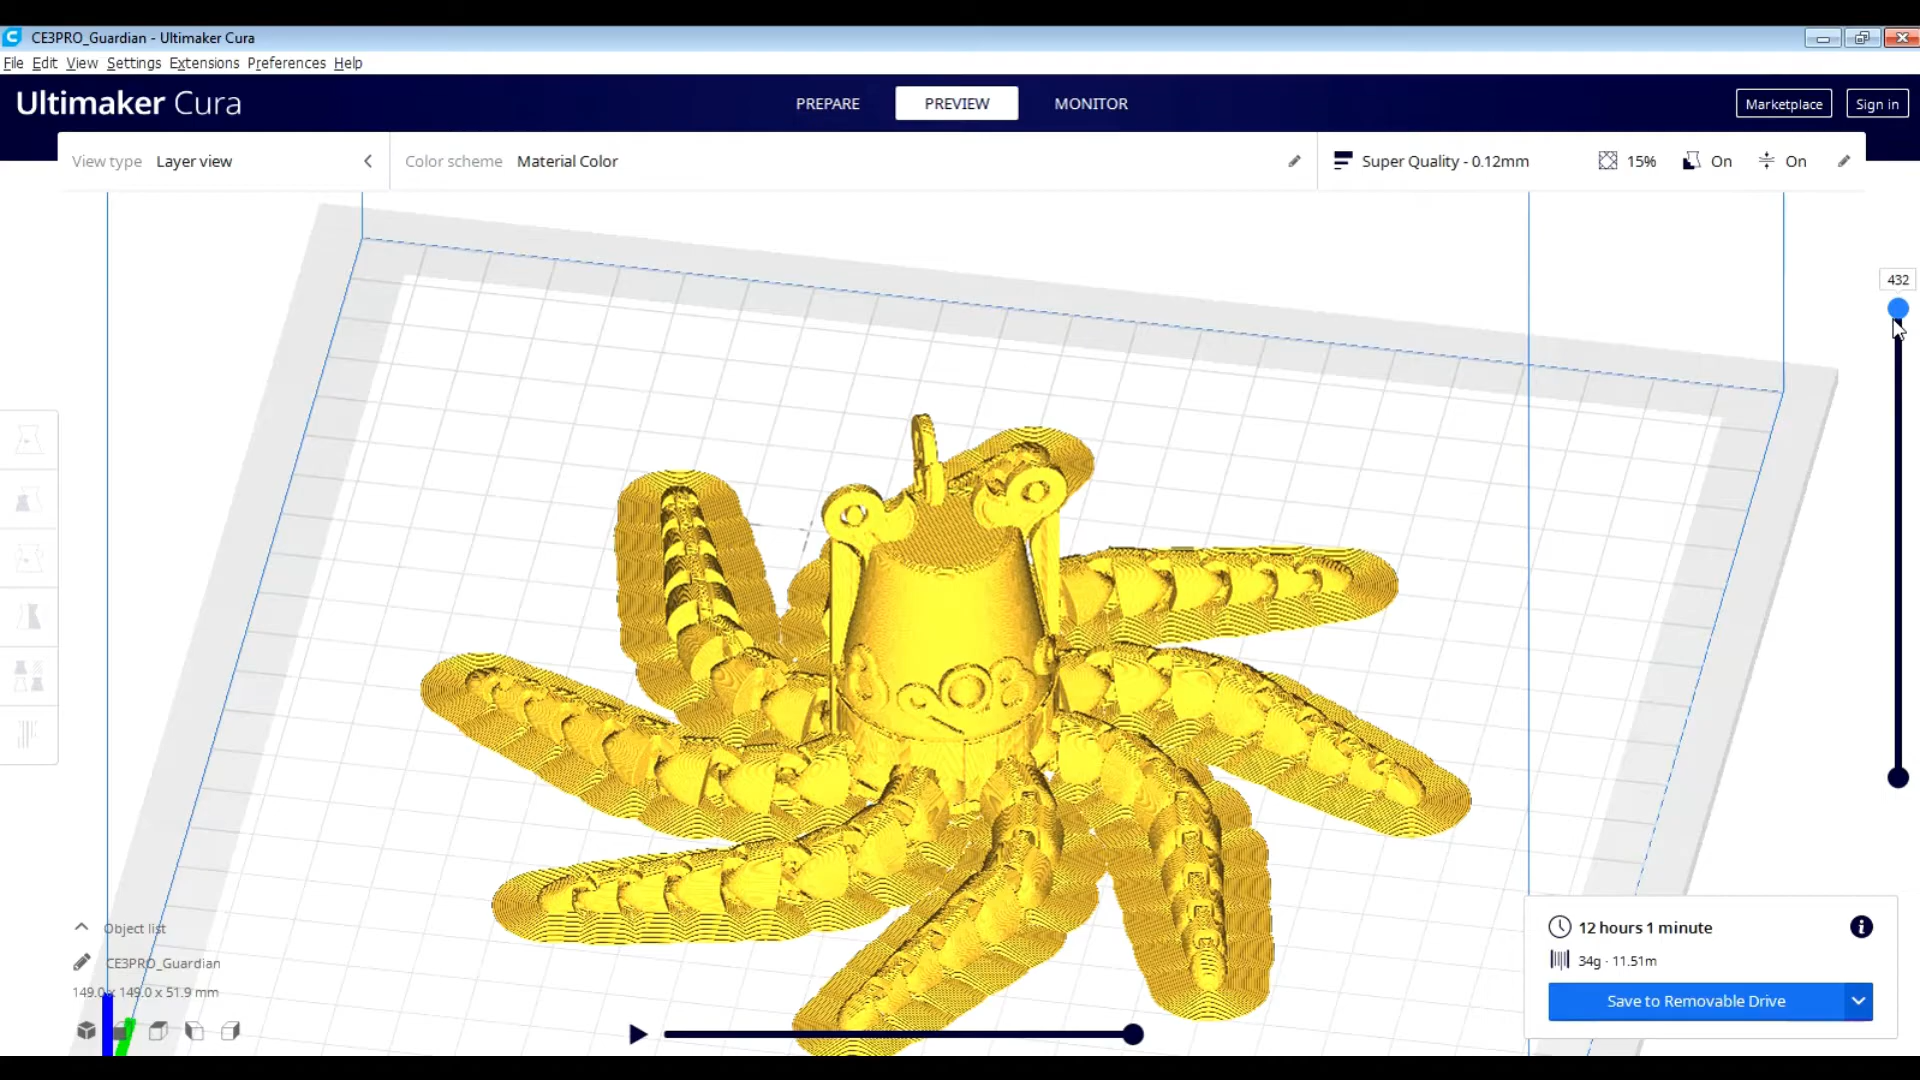 CE3PRO_Guardian - Ultimaker Cura
File Edit View Settings Extensions Preferences Help
Ultimaker Cura
PREPARE PREVIEW MONITOR
Marketplace Sign in
View type Layer view
Color scheme Material Color
Super Quality - 0.12mm 15% On On
432
Object list
CE3PRO_Guardian
149.0 x 149.0 x 51.9 mm
12 hours 1 minute
34g · 11.51m
Save to Removable Drive